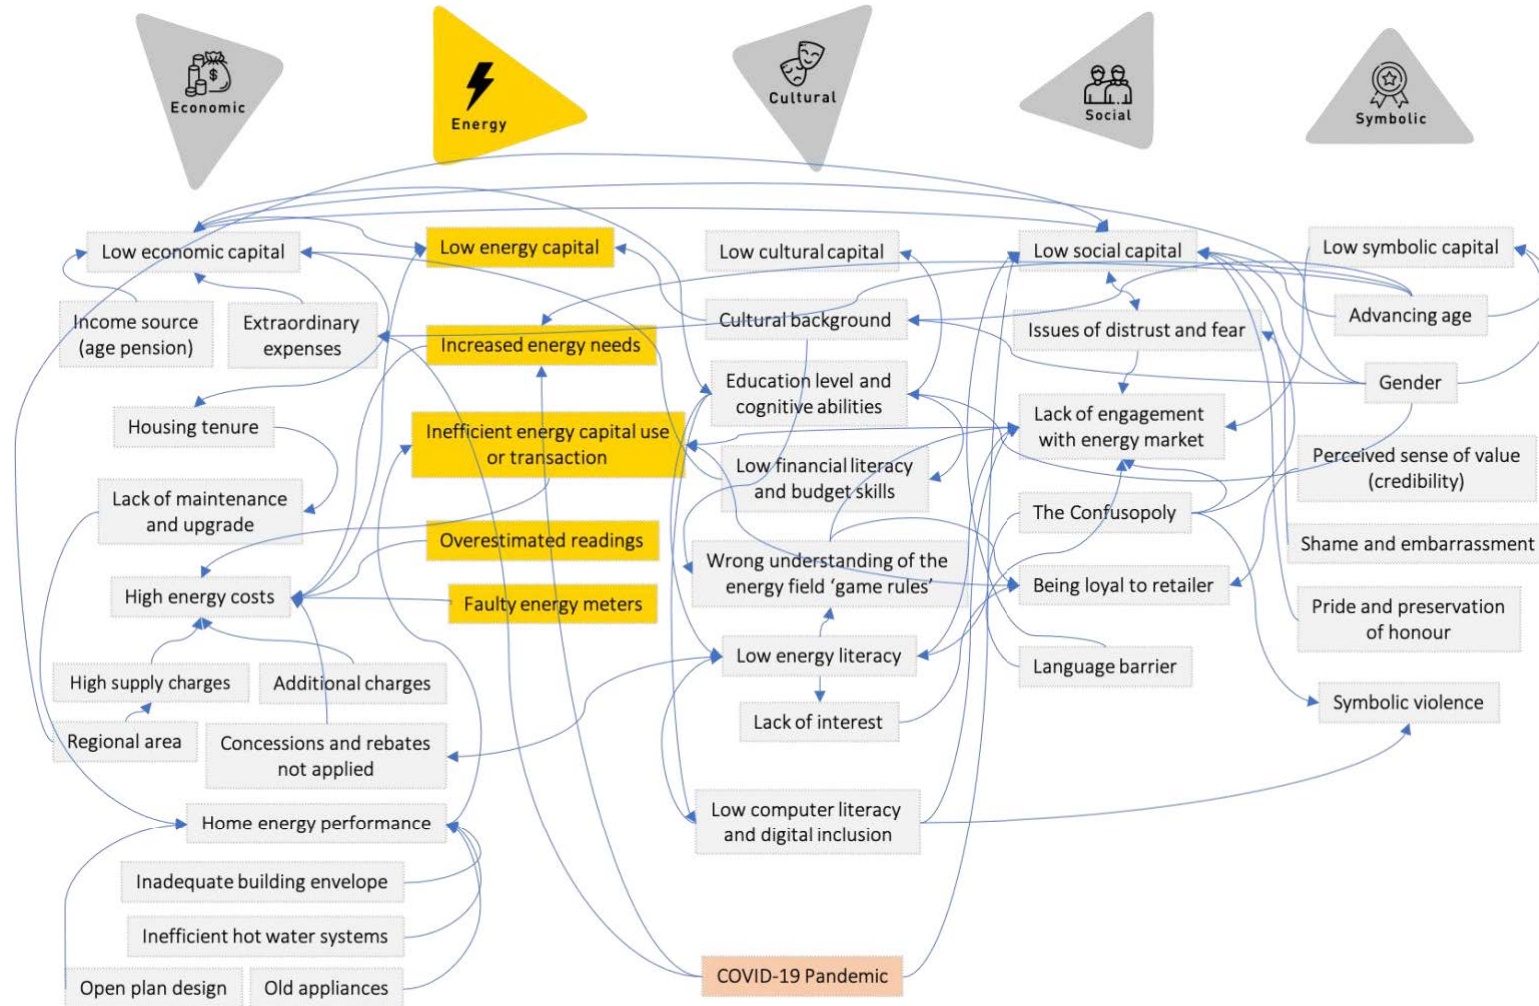 Economic
Energy
Cultural
Social
Symbolic
Low economic capital
Income source
(age pension)
Extraordinary
expenses
Housing tenure
Lack of maintenance
and upgrade
High energy costs
High supply charges
Additional charges
Regional area
Concessions and rebates
not applied
Home energy performance
Inadequate building envelope
Inefficient hot water systems
Open plan design
Old appliances
Low energy capital
Increased energy needs
Inefficient energy capital use
or transaction
Overestimated readings
Faulty energy meters
Low cultural capital
Cultural background
Education level and
cognitive abilities
Low financial literacy
and budget skills
Wrong understanding of the
energy field ‘game rules’
Low energy literacy
Lack of interest
Low computer literacy
and digital inclusion
COVID-19 Pandemic
Low social capital
Issues of distrust and fear
Lack of engagement
with energy market
The Confusopoly
Being loyal to retailer
Language barrier
Low symbolic capital
Advancing age
Gender
Perceived sense of value
(credibility)
Shame and embarrassment
Pride and preservation
of honour
Symbolic violence